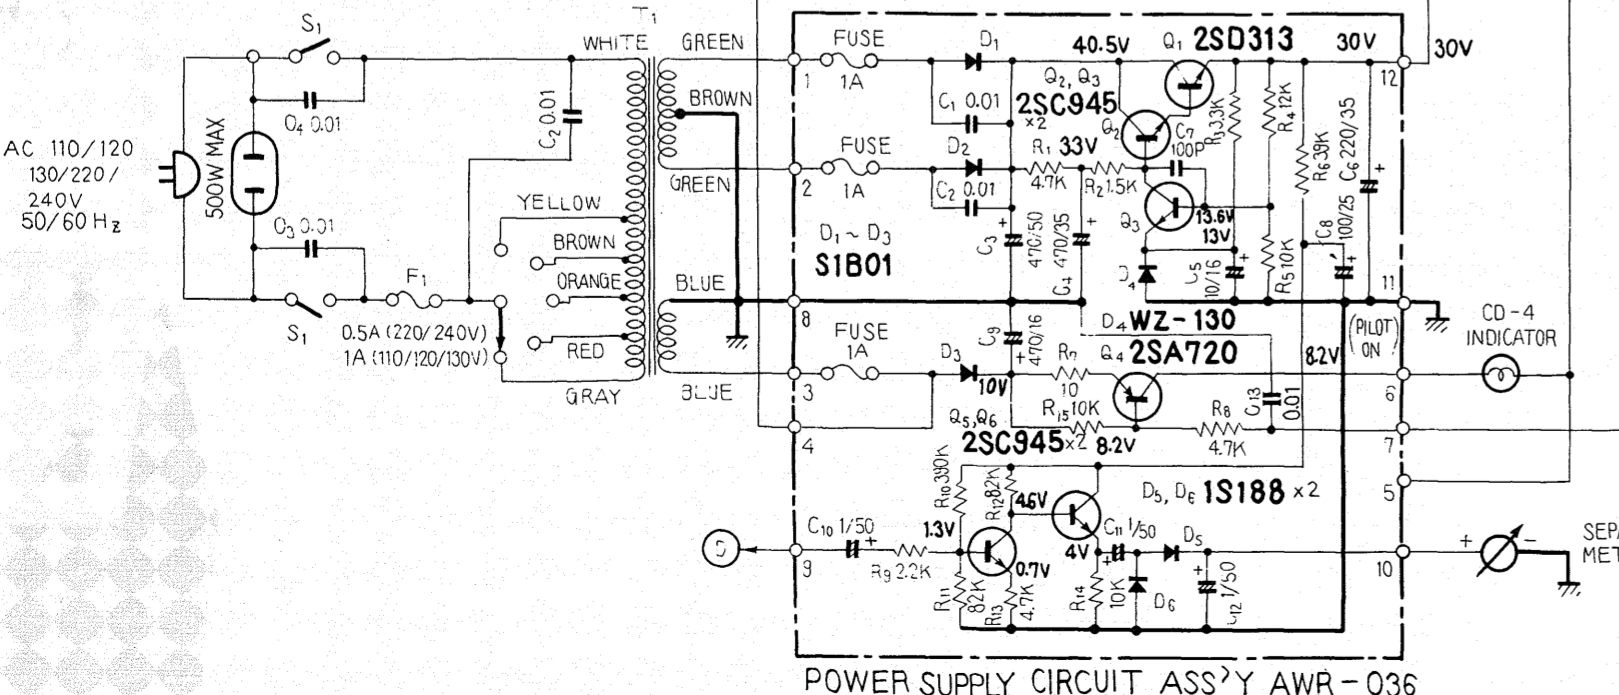 T1
S1
WHITE
GREEN
FUSE
1A
D1
40.5V
Q1 2SD313
30V
30V
1
12
C4 0.01
C2 0.01
BROWN
C1 0.01
Q2, Q3
2SC945
×2
Q2
C7
100P
R3 3.3K
R4 12K
R6 39K
C6 220/35
AC 110/120
130/220/
240V
50/60 Hz
500W MAX
FUSE
1A
D2
R1 33V
4.7K
R2 1.5K
2
GREEN
C2 0.01
YELLOW
C3 0.01
BROWN
ORANGE
RED
GRAY
D1 ~ D3
S1B01
C3
470/50
470/35
C4
Q3
13.6V
13V
D4
C5
10/16
R5 10K
C8
100/25
11
F1
S1
0.5A (220/240V)
1A (110/120/130V)
BLUE
8
FUSE
1A
C9
470/16
D4 WZ-130
(PILOT ON)
CD-4
INDICATOR
D3
10V
R7
10
Q4 2SA720
8.2V
BLUE
3
6
C13
0.01
R15 10K
Q5, Q6
2SC945 ×2
8.2V
R8
4.7K
4
7
R10 390K
R12 82K
4.6V
D5, D6 1S188 ×2
5
C10 1/50
1.3V
C11 1/50
D5
4V
9
R9 2.2K
0.7V
10
R11
82K
R13
4.7K
R14
10K
D6
C12 1/50
+
-
SEPA
MET
POWER SUPPLY CIRCUIT ASS'Y AWR-036